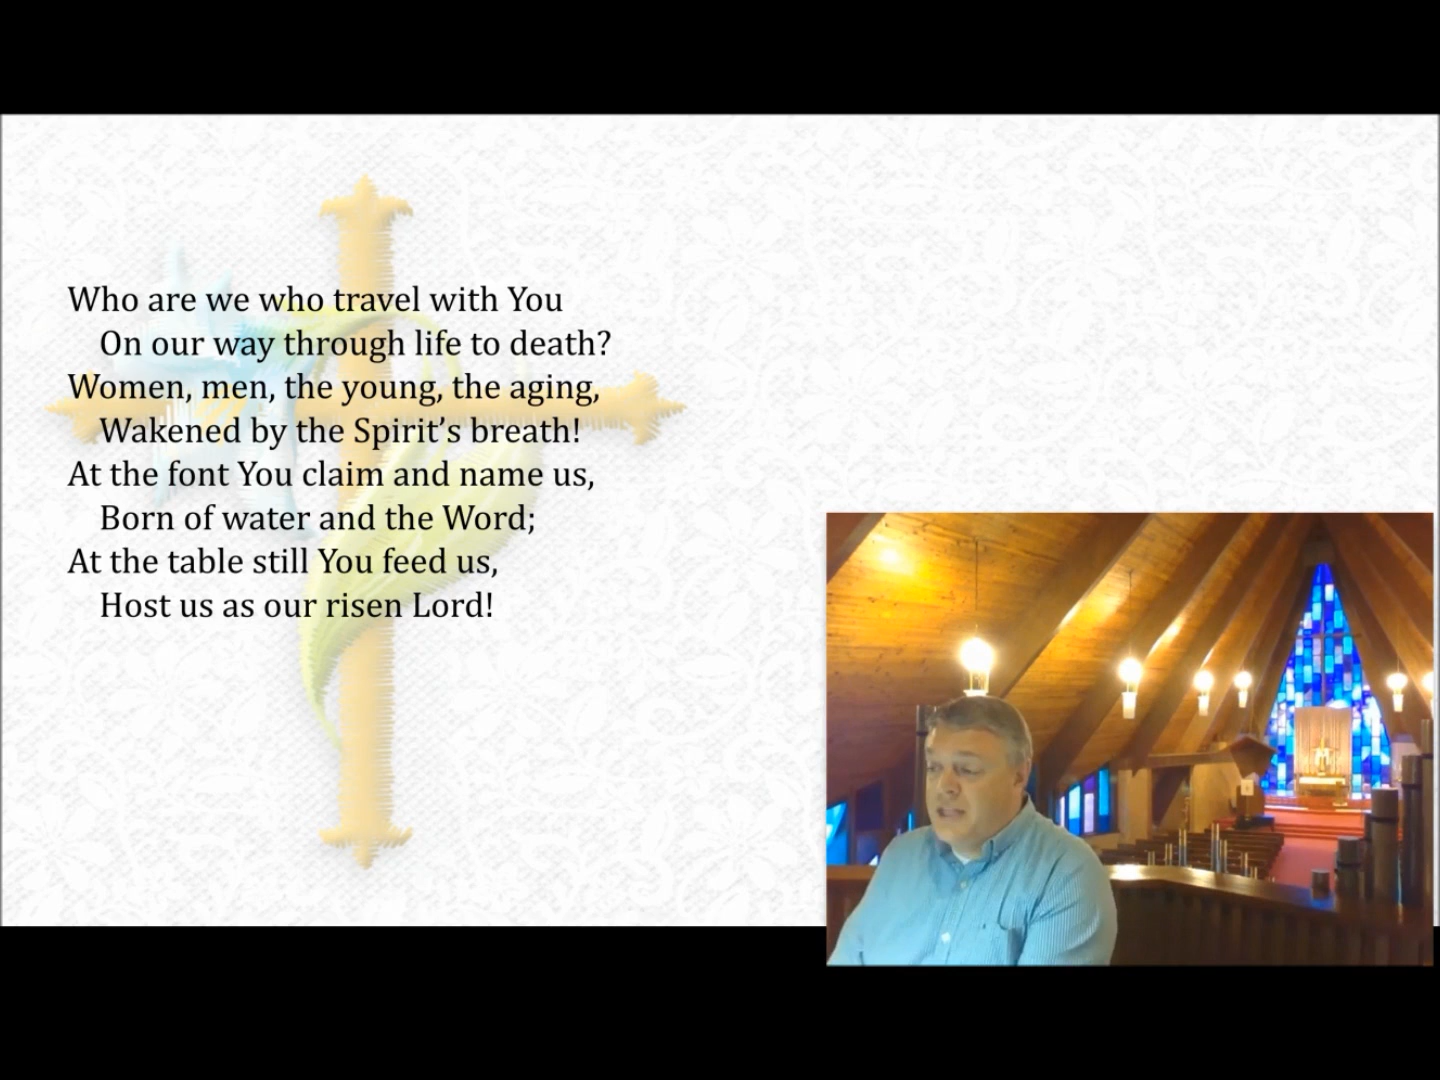 Who are we who travel with You
On our way through life to death?
Women, men, the young, the aging,
Wakened by the Spirit’s breath!
At the font You claim and name us,
Born of water and the Word;
At the table still You feed us,
Host us as our risen Lord!